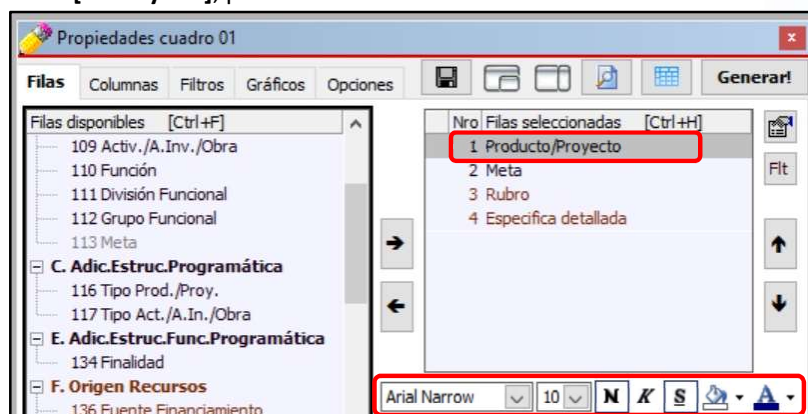 Propiedades cuadro 01
x
Filas Columnas Filtros Gráficos Opciones Generar!
Filas disponibles [Ctrl+F]
109 Activ./A.Inv./Obra
110 Función
111 División Funcional
112 Grupo Funcional
113 Meta
C. Adic.Estruc.Programática
116 Tipo Prod./Proy.
117 Tipo Act./A.In./Obra
E. Adic.Estruc.Func.Programática
134 Finalidad
F. Origen Recursos
136 Fuente Financiamiento
Nro Filas seleccionadas [Ctrl+H]
1 Producto/Proyecto
2 Meta
3 Rubro
4 Especifica detallada
Flt
Arial Narrow 10 N K S A